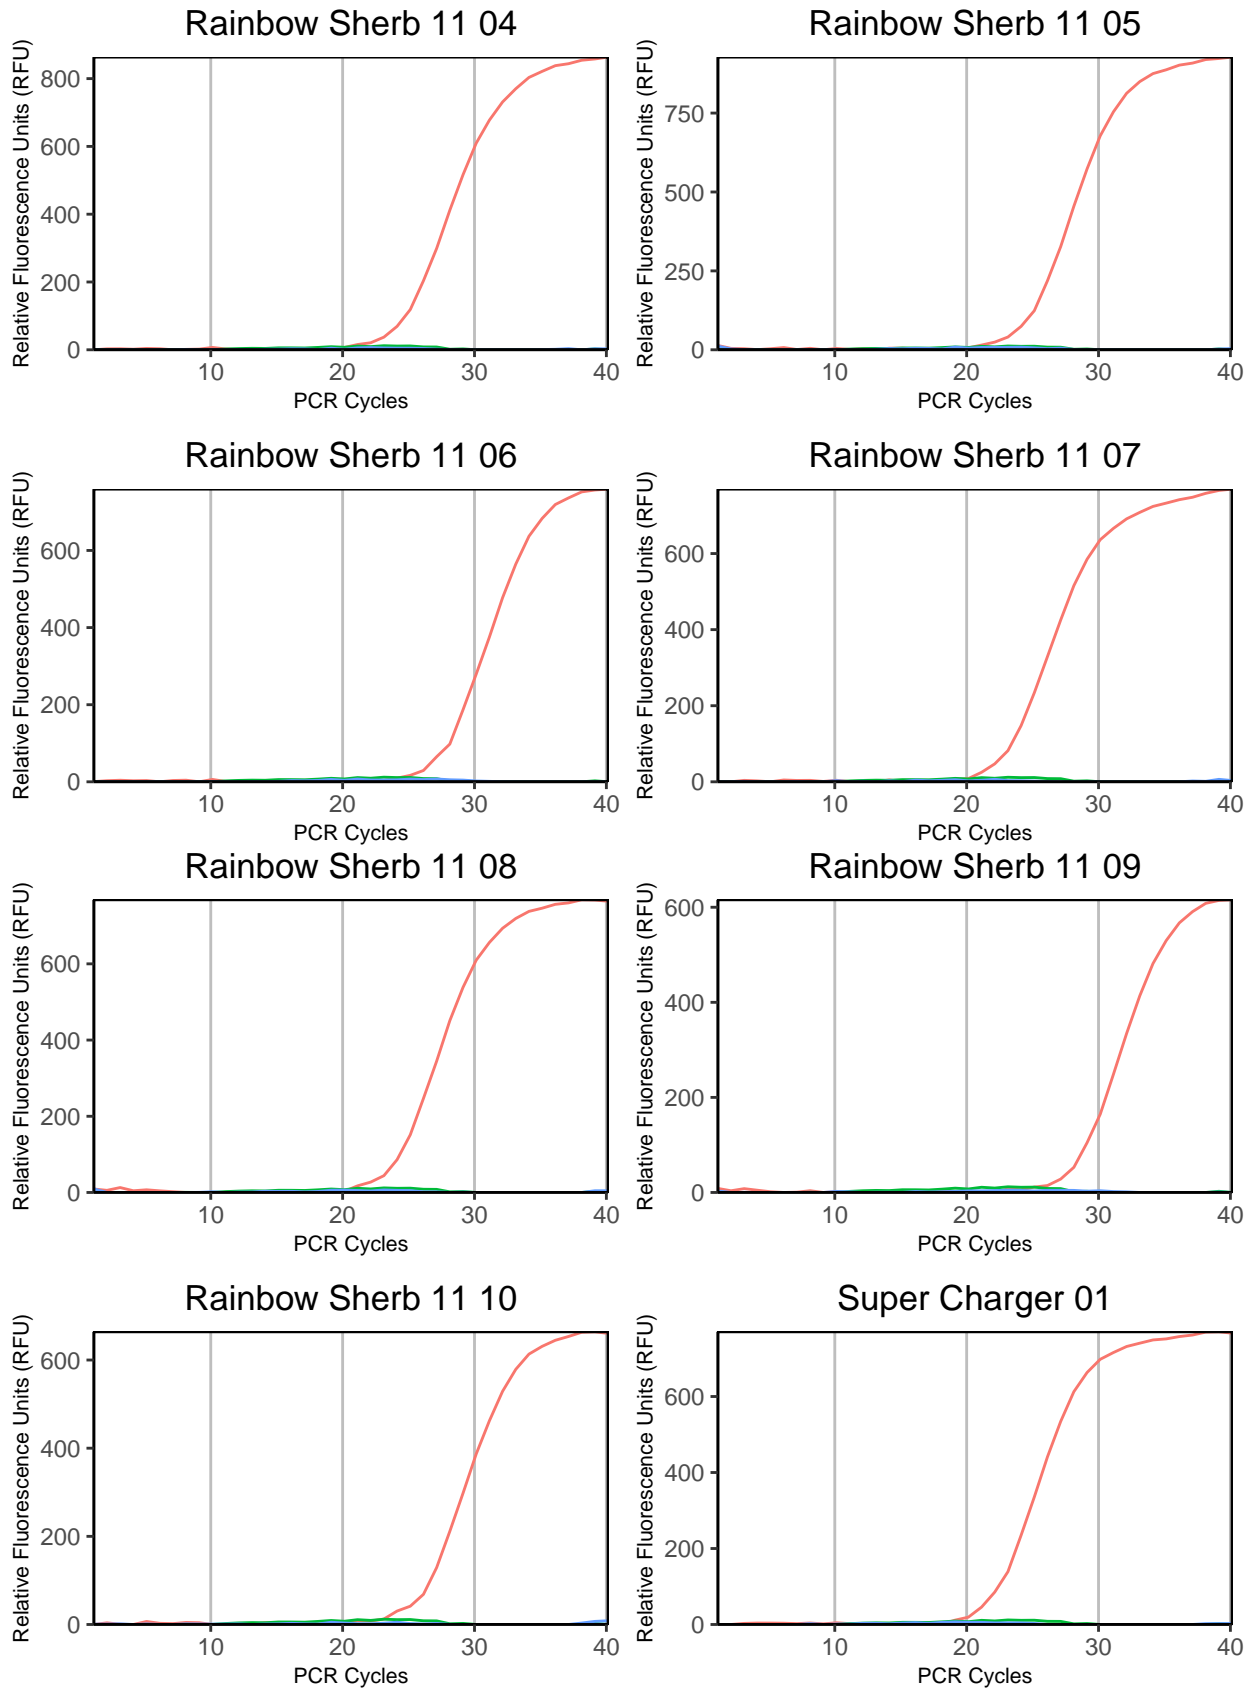 Rainbow Sherb 11 04
Relative Fluorescence Units (RFU)
800
600
400
200
0
10 20 30 40
PCR Cycles
Rainbow Sherb 11 05
Relative Fluorescence Units (RFU)
750
500
250
0
10 20 30 40
PCR Cycles
Rainbow Sherb 11 06
Relative Fluorescence Units (RFU)
600
400
200
0
10 20 30 40
PCR Cycles
Rainbow Sherb 11 07
Relative Fluorescence Units (RFU)
600
400
200
0
10 20 30 40
PCR Cycles
Rainbow Sherb 11 08
Relative Fluorescence Units (RFU)
600
400
200
0
10 20 30 40
PCR Cycles
Rainbow Sherb 11 09
Relative Fluorescence Units (RFU)
600
400
200
0
10 20 30 40
PCR Cycles
Rainbow Sherb 11 10
Relative Fluorescence Units (RFU)
600
400
200
0
10 20 30 40
PCR Cycles
Super Charger 01
Relative Fluorescence Units (RFU)
600
400
200
0
10 20 30 40
PCR Cycles